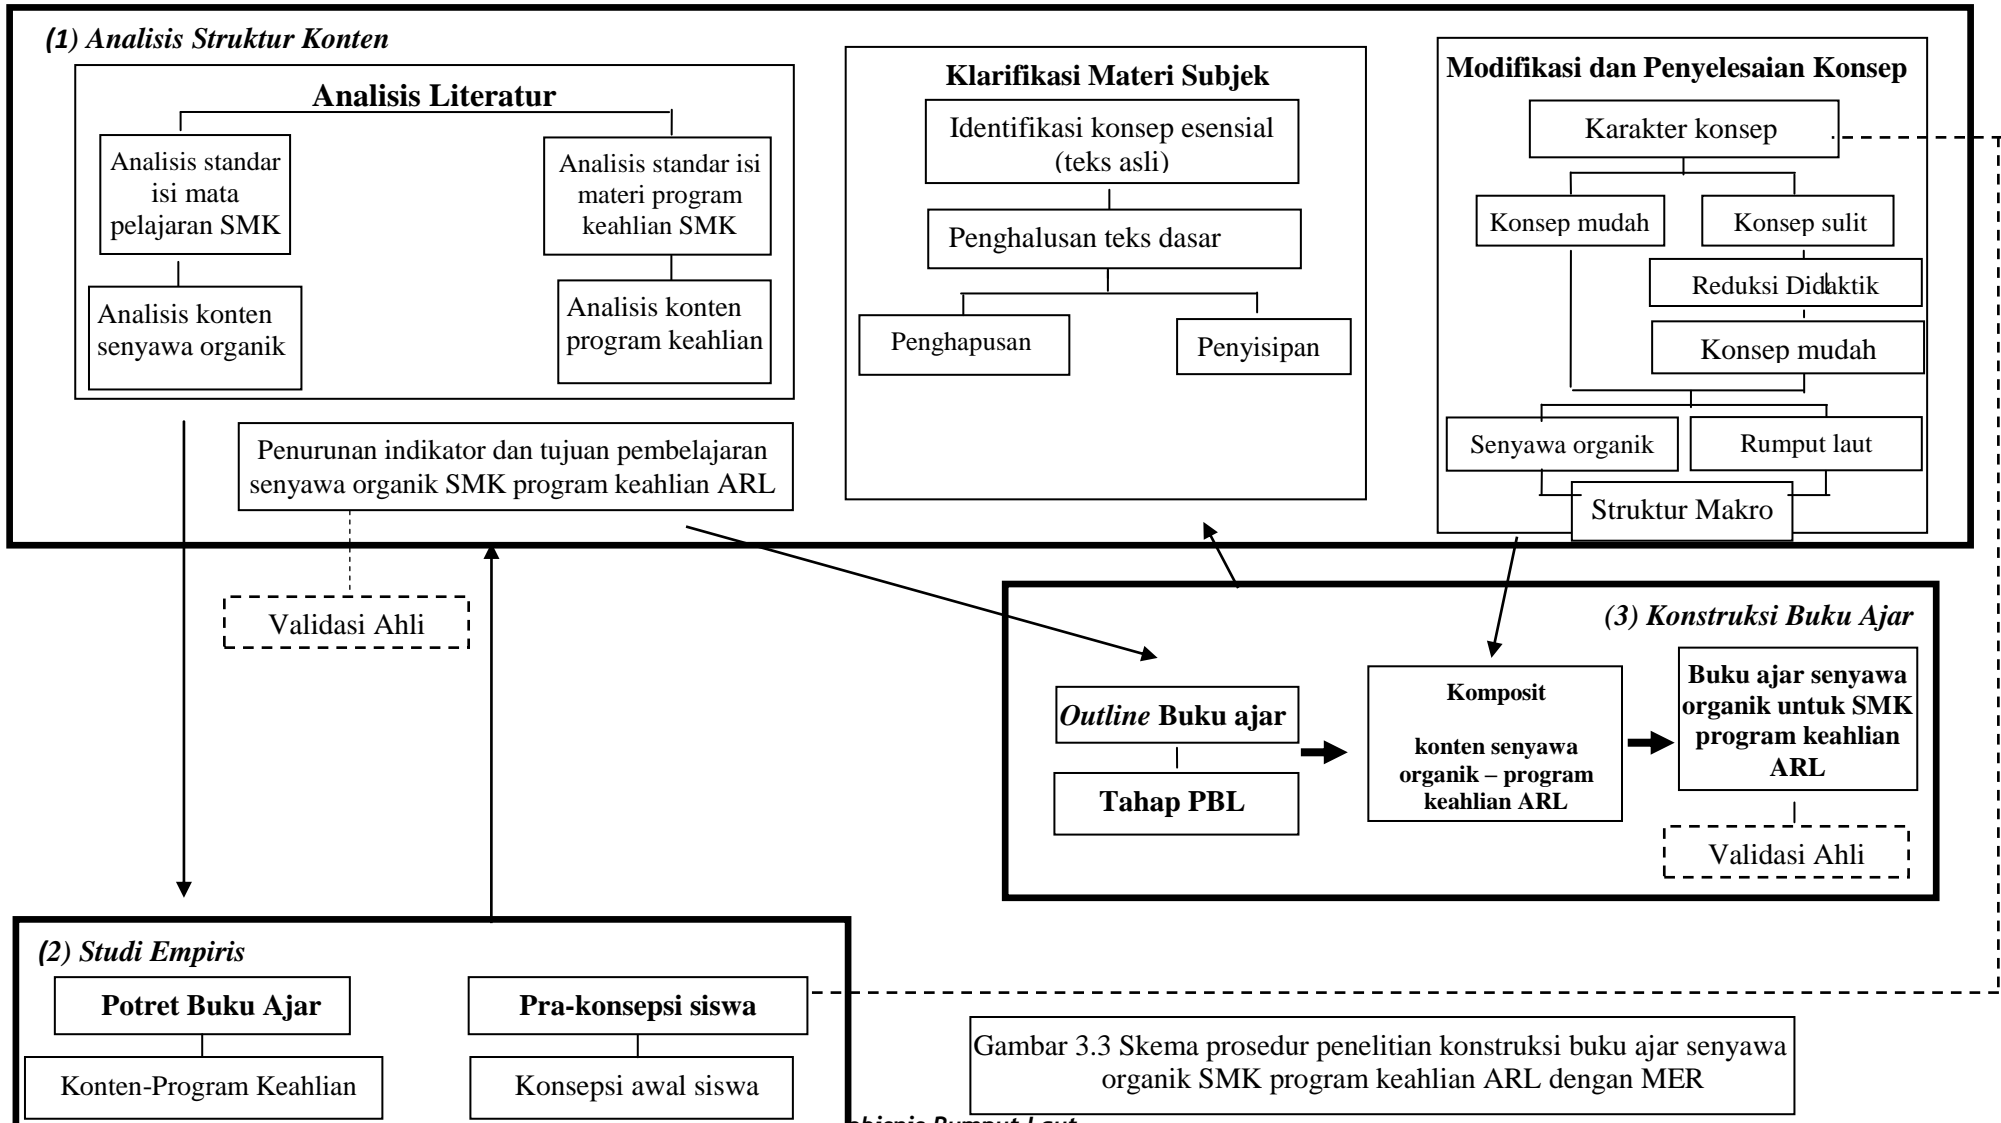 (1) Analisis Struktur Konten
Analisis Literatur
Analisis standar
isi mata
pelajaran SMK
Analisis standar isi
materi program
keahlian SMK
Analisis konten
senyawa organik
Analisis konten
program keahlian
Penurunan indikator dan tujuan pembelajaran
senyawa organik SMK program keahlian ARL
Validasi Ahli
Klarifikasi Materi Subjek
Identifikasi konsep esensial
(teks asli)
Penghalusan teks dasar
Penghapusan
Penyisipan
Modifikasi dan Penyelesaian Konsep
Karakter konsep
Konsep mudah
Konsep sulit
Reduksi Didaktik
Konsep mudah
Senyawa organik
Rumput laut
Struktur Makro
(3) Konstruksi Buku Ajar
Outline Buku ajar
Tahap PBL
Komposit
konten senyawa
organik – program
keahlian ARL
Buku ajar senyawa
organik untuk SMK
program keahlian
ARL
Validasi Ahli
(2) Studi Empiris
Potret Buku Ajar
Konten-Program Keahlian
Pra-konsepsi siswa
Konsepsi awal siswa
Gambar 3.3 Skema prosedur penelitian konstruksi buku ajar senyawa
organik SMK program keahlian ARL dengan MER
Rumput Laut